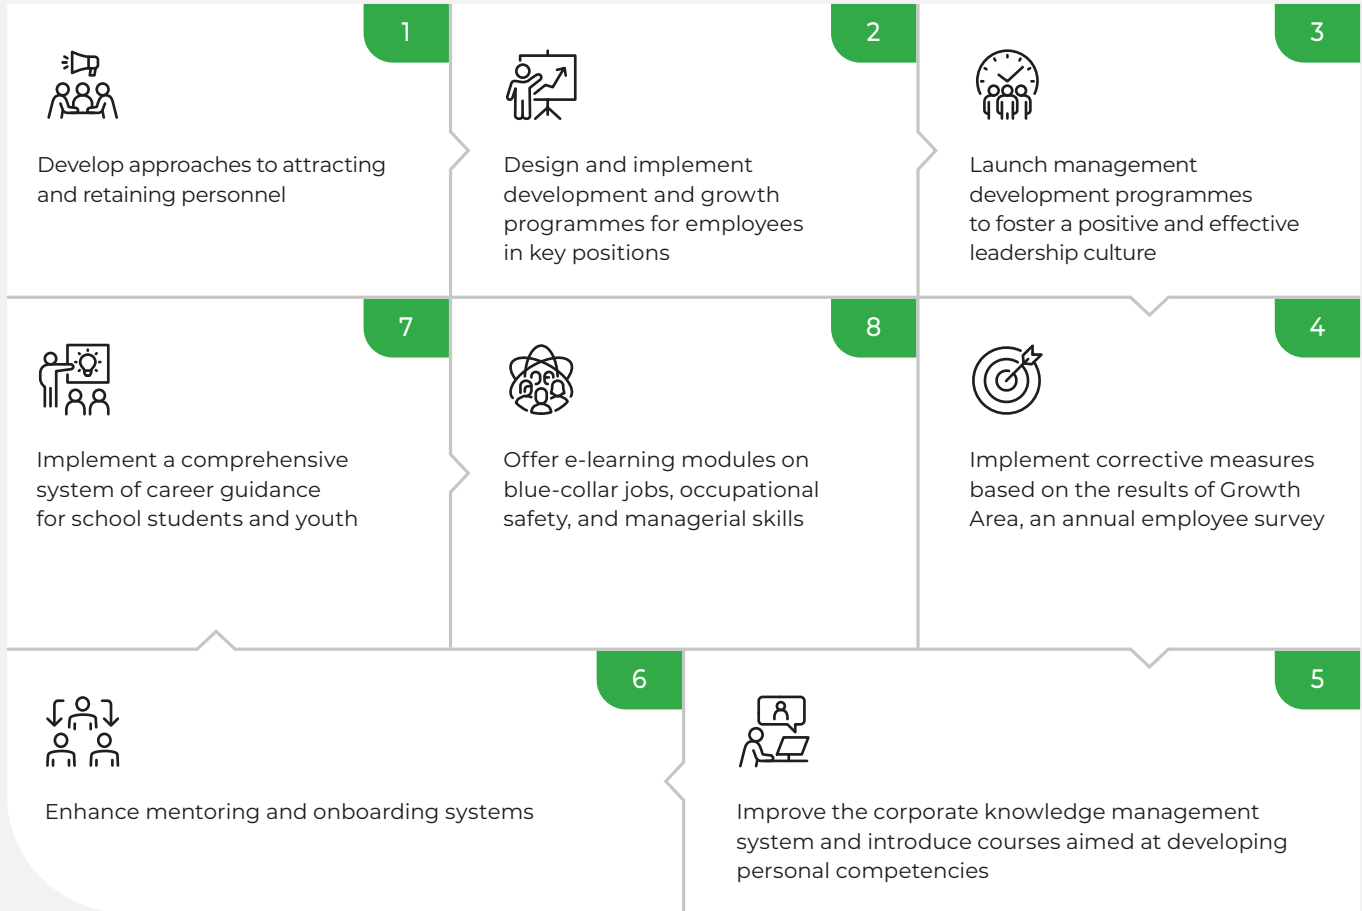 1
Develop approaches to attracting
and retaining personnel
2
Design and implement
development and growth
programmes for employees
in key positions
3
Launch management
development programmes
to foster a positive and effective
leadership culture
4
Implement corrective measures
based on the results of Growth
Area, an annual employee survey
5
Improve the corporate knowledge management
system and introduce courses aimed at developing
personal competencies
6
Enhance mentoring and onboarding systems
7
Implement a comprehensive
system of career guidance
for school students and youth
8
Offer e-learning modules on
blue-collar jobs, occupational
safety, and managerial skills